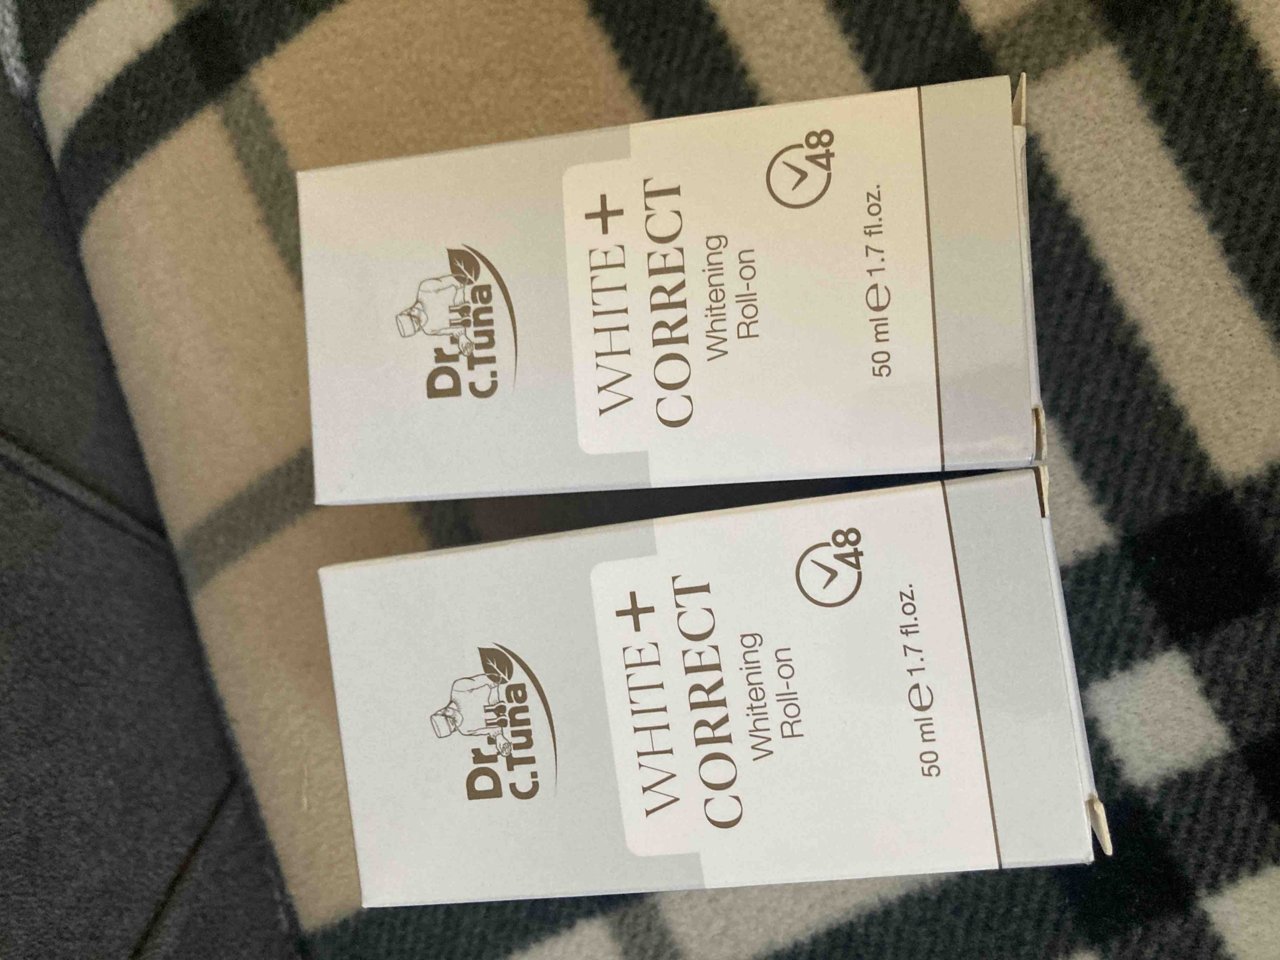 Dr.
C.Tuna
WHITE +
CORRECT
Whitening
Roll-on
48
50 ml e 1.7 fl.oz.
Dr.
C.Tuna
WHITE +
CORRECT
Whitening
Roll-on
48
50 ml e 1.7 fl.oz.